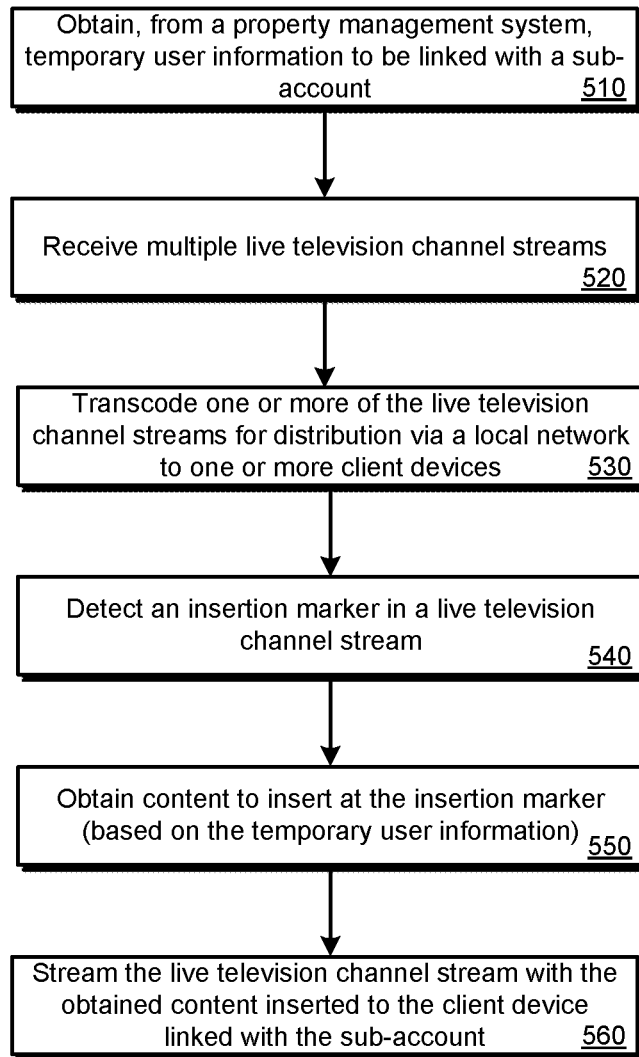 Obtain, from a property management system,
temporary user information to be linked with a sub-
account
510
Receive multiple live television channel streams
520
Transcode one or more of the live television
channel streams for distribution via a local network
to one or more client devices
530
Detect an insertion marker in a live television
channel stream
540
Obtain content to insert at the insertion marker
(based on the temporary user information)
550
Stream the live television channel stream with the
obtained content inserted to the client device
linked with the sub-account
560